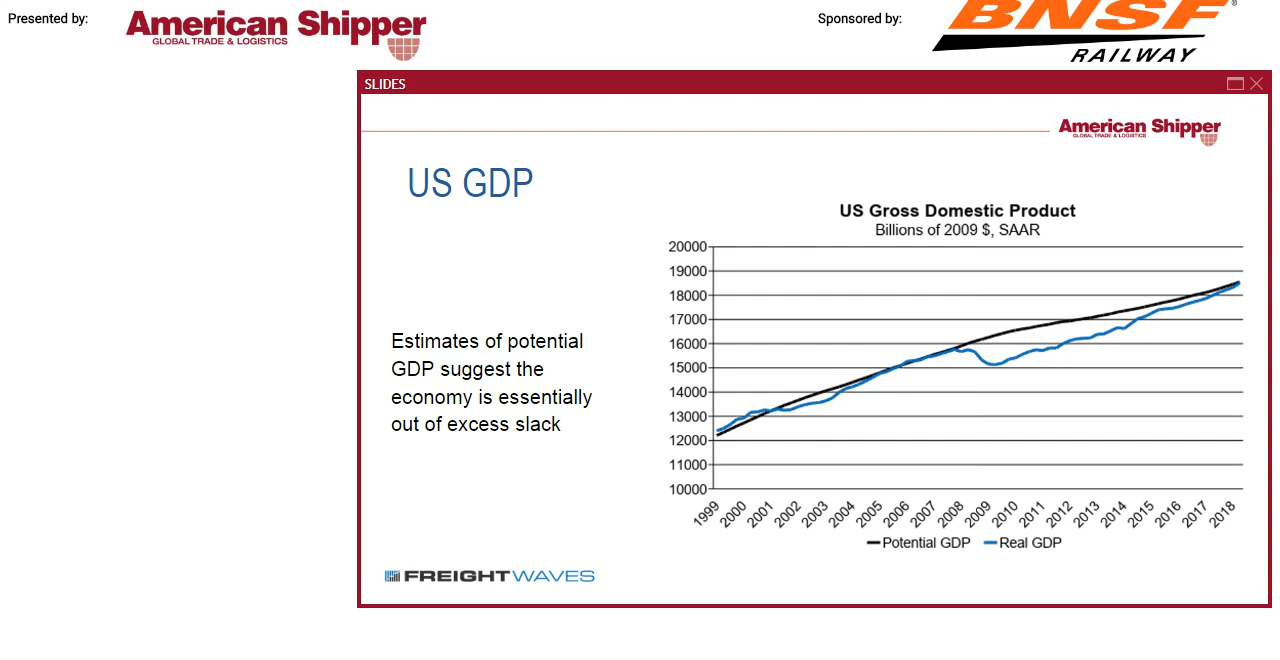 Presented by:
American Shipper
GLOBAL TRADE & LOGISTICS
Sponsored by:
BNSF
®
RAILWAY
SLIDES
American Shipper
GLOBAL TRADE & LOGISTICS
US GDP
Estimates of potential
GDP suggest the
economy is essentially
out of excess slack
US Gross Domestic Product
Billions of 2009 $, SAAR
20000
19000
18000
17000
16000
15000
14000
13000
12000
11000
10000
1999 2000 2001 2002 2003 2004 2005 2006 2007 2008 2009 2010 2011 2012 2013 2014 2015 2016 2017 2018
Potential GDP Real GDP
FREIGHTWAVES